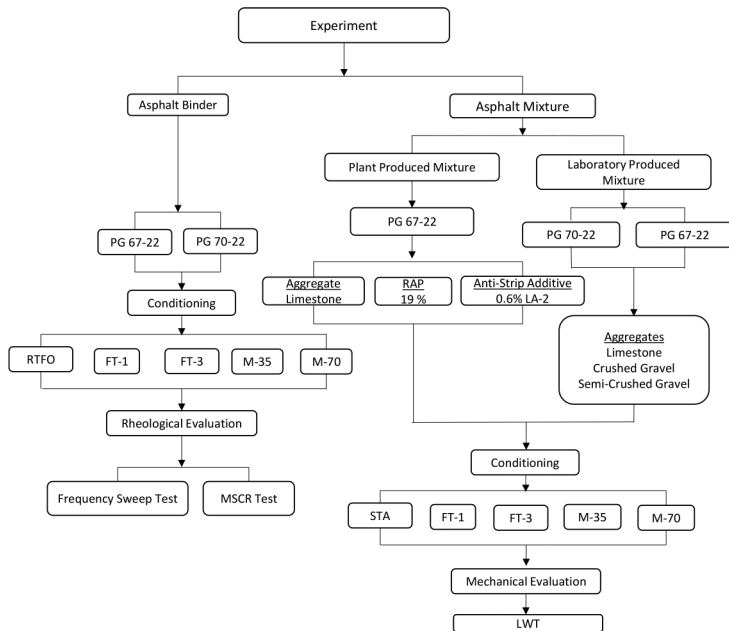 Experiment
Asphalt Binder
Asphalt Mixture
Plant Produced Mixture
Laboratory Produced
Mixture
PG 67-22
PG 70-22
PG 67-22
PG 70-22
PG 67-22
Conditioning
Aggregate
Limestone
RAP
19 %
Anti-Strip Additive
0.6% LA-2
RTFO
FT-1
FT-3
M-35
M-70
Aggregates
Limestone
Crushed Gravel
Semi-Crushed Gravel
Rheological Evaluation
Frequency Sweep Test
MSCR Test
Conditioning
STA
FT-1
FT-3
M-35
M-70
Mechanical Evaluation
LWT